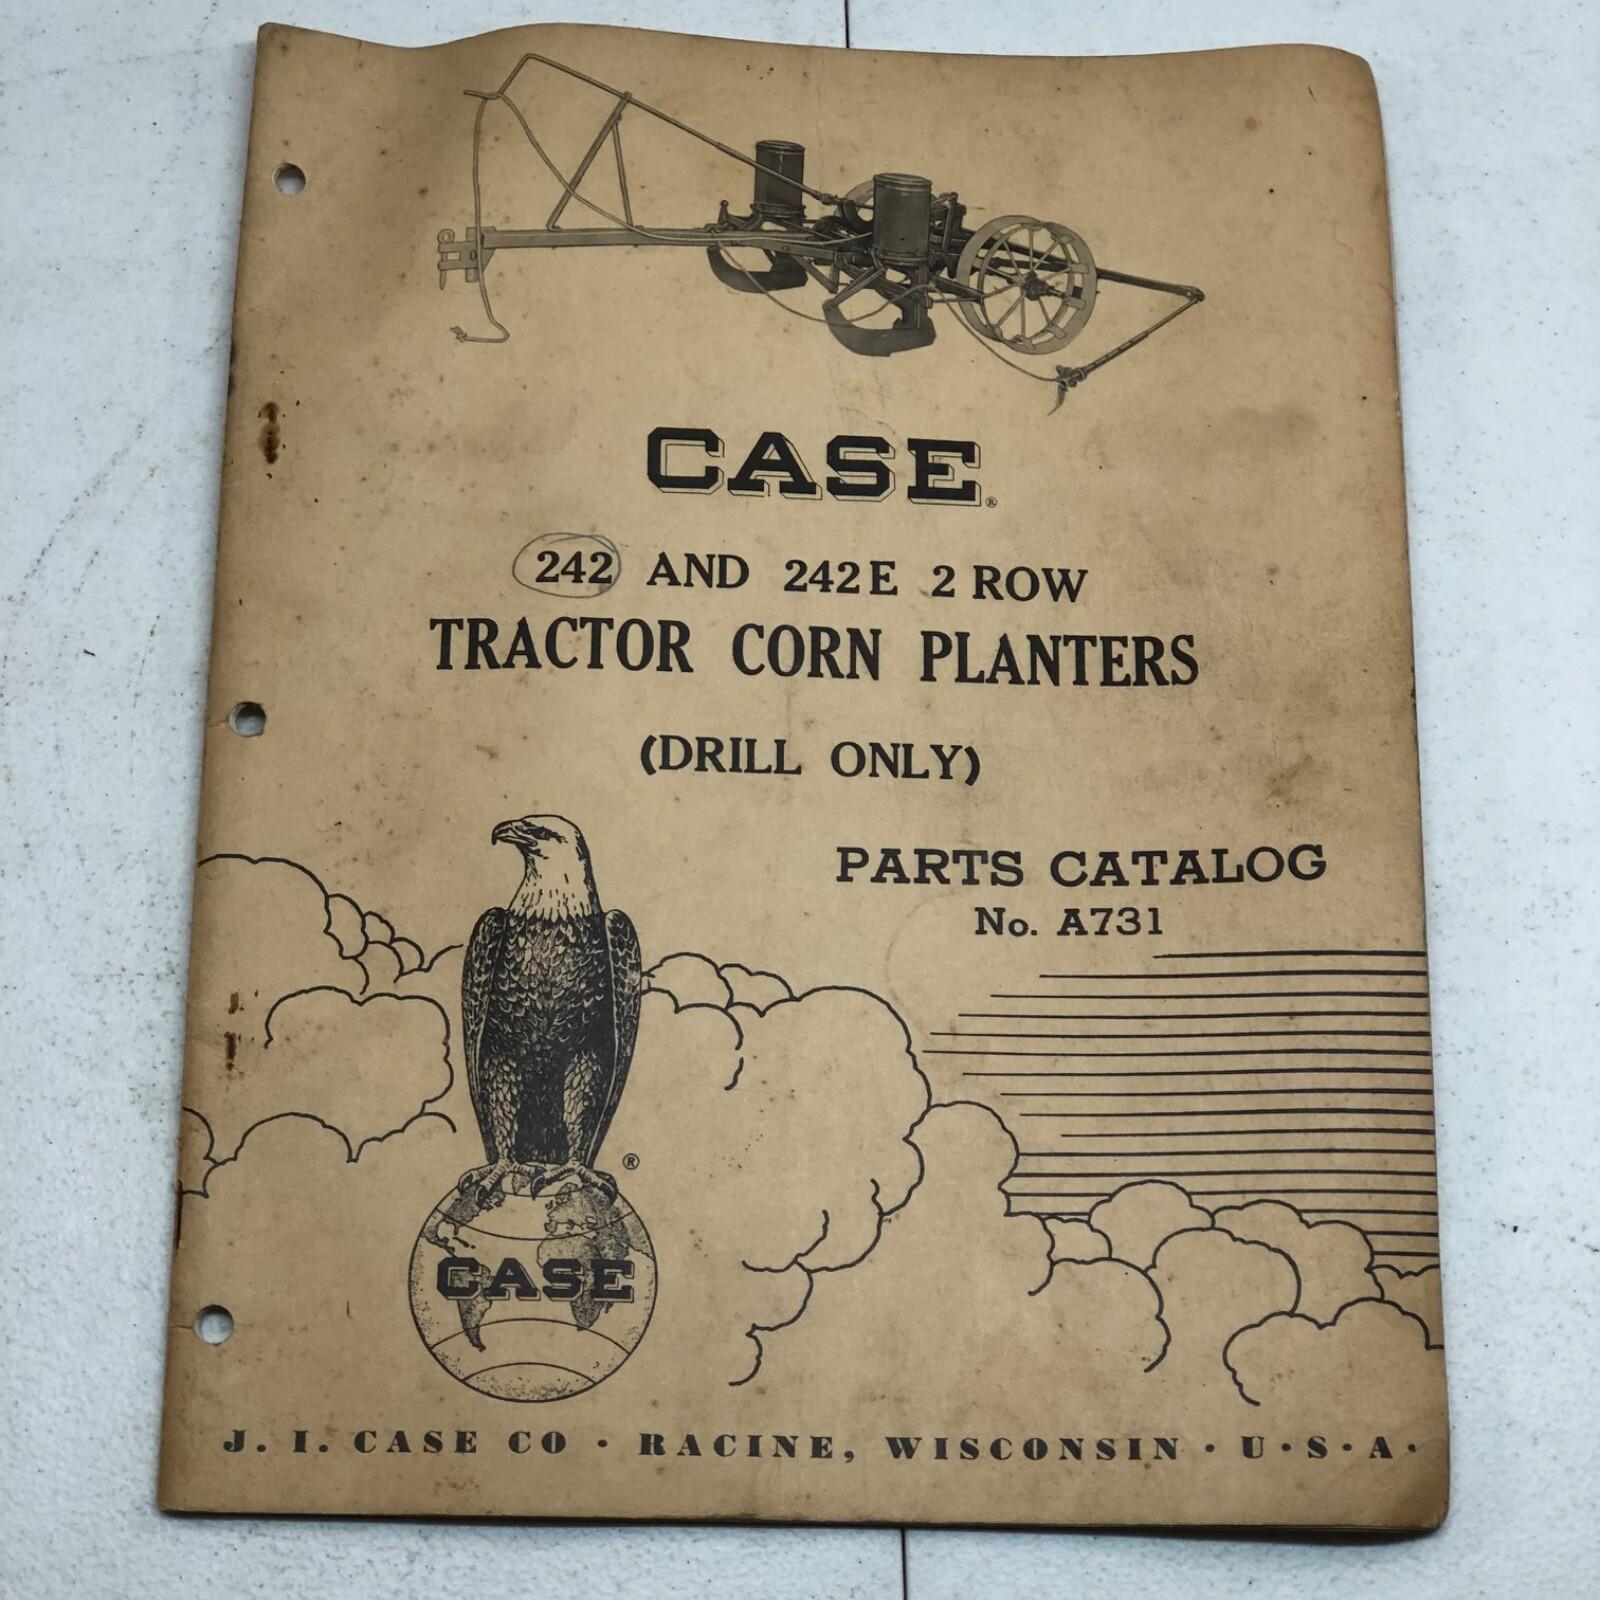 CASE®
242 AND 242E 2 ROW
TRACTOR CORN PLANTERS
(DRILL ONLY)
PARTS CATALOG
No. A731
®
CASE
J. I. CASE CO · RACINE, WISCONSIN · U · S · A ·